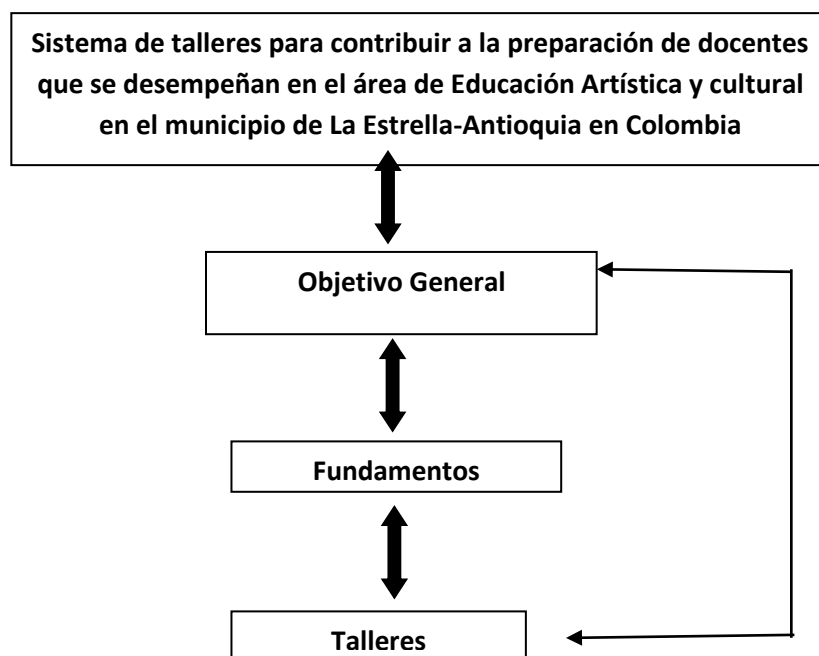 Sistema de talleres para contribuir a la preparación de docentes
que se desempeñan en el área de Educación Artística y cultural
en el municipio de La Estrella-Antioquia en Colombia
Objetivo General
Fundamentos
Talleres